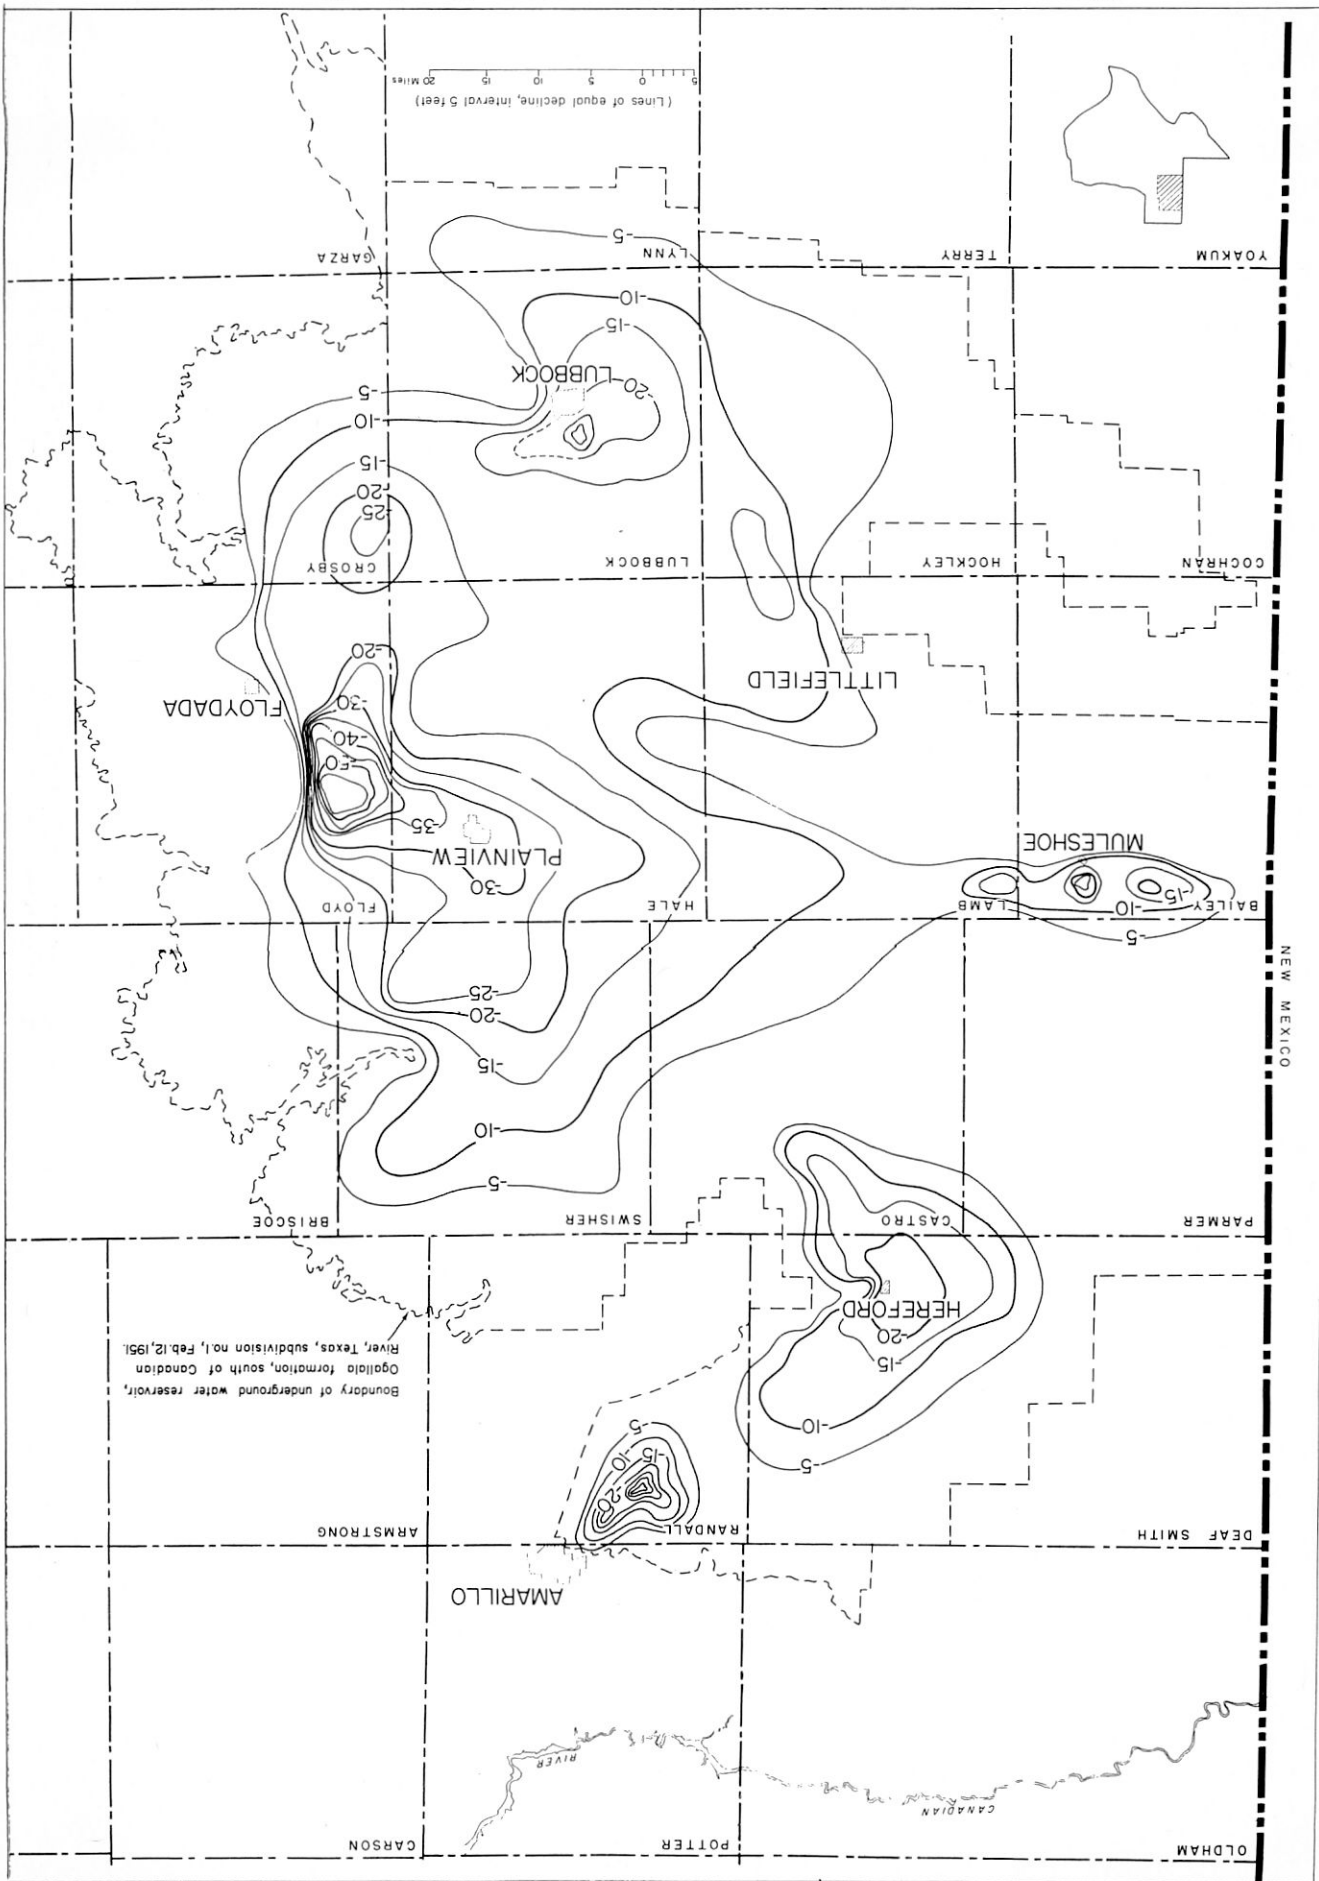 OLDHAM
POTTER
CARSON
CANADIAN
RIVER
AMARILLO
DEAF SMITH
RANDALL
ARMSTRONG
-20
-15
-10
-5
-5
-10
-15
-20
HEREFORD
Boundary of underground water reservoir,
Ogallala formation, south of Canadian
River, Texas, subdivision no. 1, Feb. 12, 1951.
PARMER
CASTRO
SWISHER
BRISCOE
-5
-10
-15
-20
-25
NEW MEXICO
BAILEY
LAMB
HALE
FLOYD
-5
-10
-15
MULESHOE
-30
PLAINVIEW
-35
-50
-40
-30
-20
FLOYDADA
LITTLEFIELD
COCHRAN
HOCKLEY
LUBBOCK
CROSBY
-25
-20
-15
-10
-5
-20
LUBBOCK
-15
-10
YOAKUM
TERRY
LYNN
GARZA
-5
(Lines of equal decline, interval 5 feet)
5 0 5 10 15 20 Miles